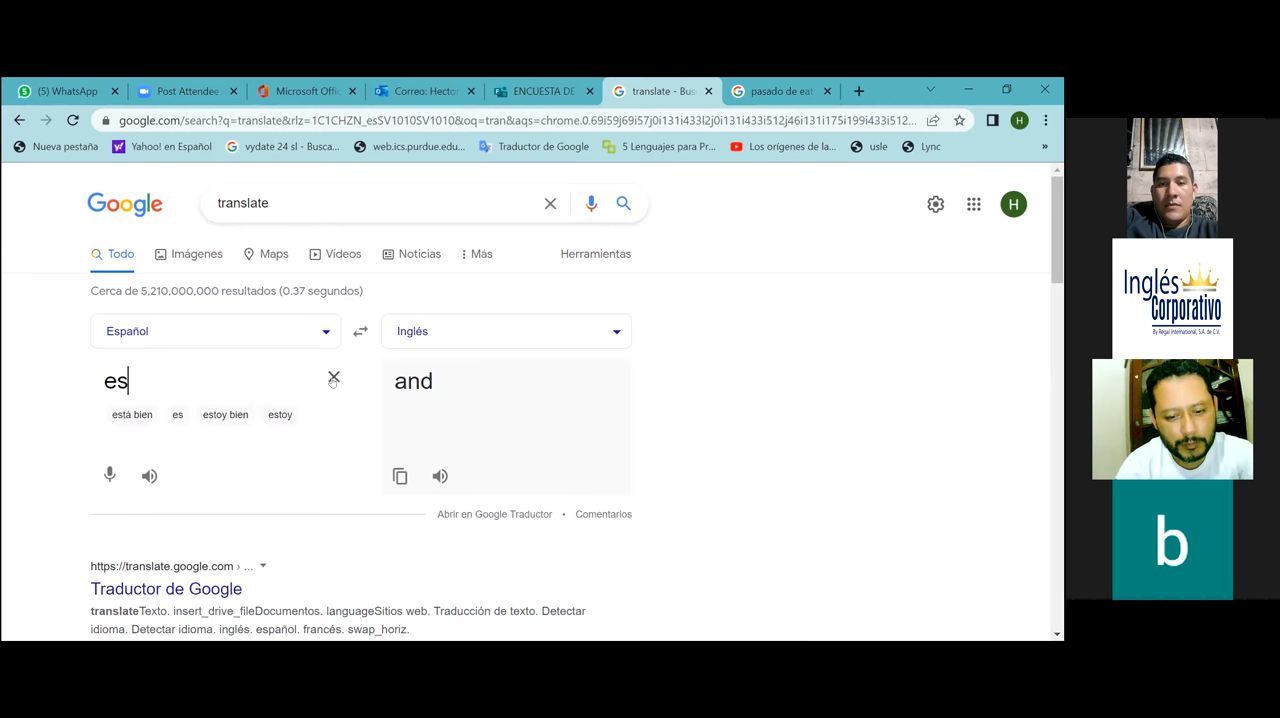 (5) WhatsApp
Post Attendee
Microsoft Offic
Correo: Hecto
ENCUESTA DE
translate - Bus
pasado de eat
google.com/search?q=translate&rlz=1C1CHZN_esSV1010SV1010&oq=tran&aqs=chrome.0.69i59j69i57j0i131i433l2j0i131i433i512j46i131i175i199i433i512...
H
Nueva pestaña
Yahoo! en Español
vydate 24 sl - Busca...
web.ics.purdue.edu...
Traductor de Google
5 Lenguajes para Pr...
Los orígenes de la...
usle
Lync
»
Google
translate
H
Todo
Imágenes
Maps
Videos
Noticias
Más
Herramientas
Cerca de 5,210,000,000 resultados (0.37 segundos)
Español
Inglés
es
and
está bien
es
estoy bien
estoy
Abrir en Google Traductor • Comentarios
https://translate.google.com › ...
Traductor de Google
translateTexto. insert_drive_fileDocumentos. languageSitios web. Traducción de texto. Detectar
idioma. Detectar idioma. inglés. español. francés. swap_horiz.
Inglés
Corporativo
By Regal International, S.A. de C.V.
b